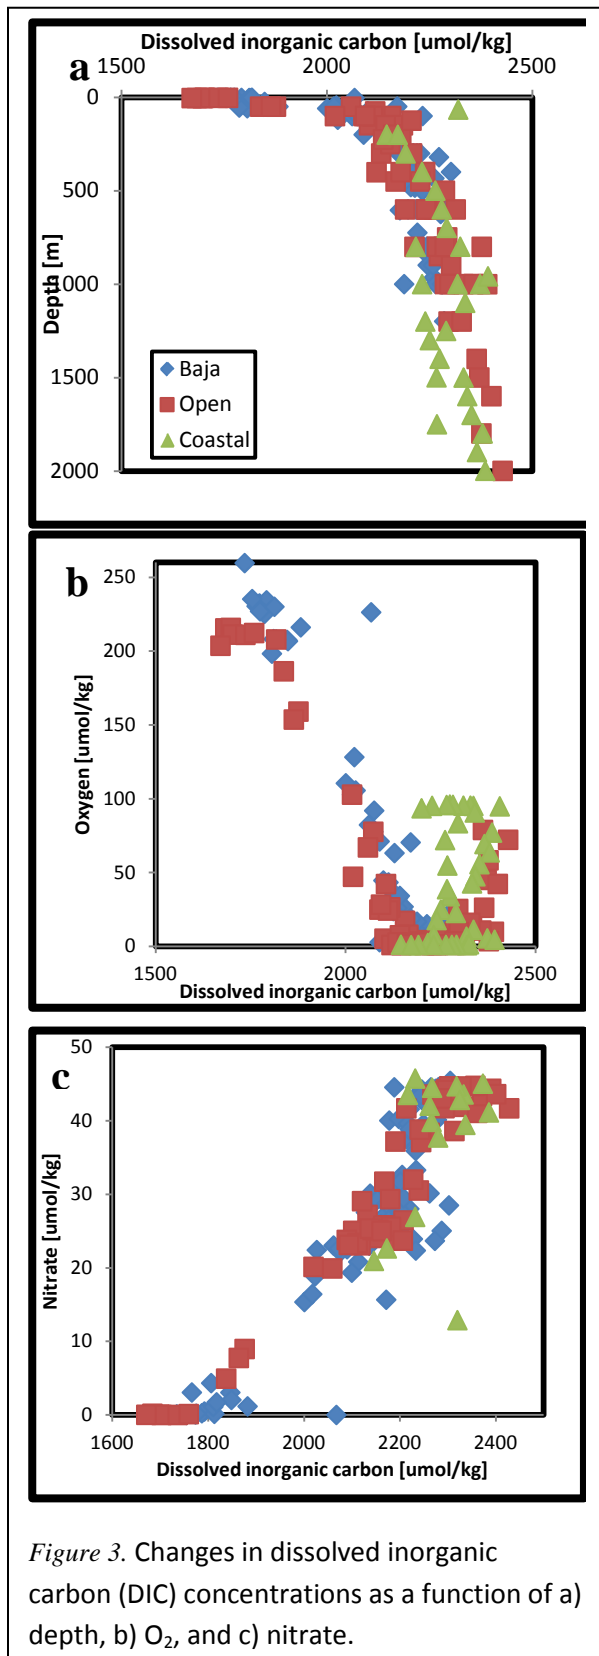 Dissolved inorganic carbon [umol/kg]
1500 2000 2500
a
0
500
1000
1500
2000
Depth [m]
Baja
Open
Coastal
b
250
200
150
100
50
0
Oxygen [umol/kg]
1500 2000 2500
Dissolved inorganic carbon [umol/kg]
c
50
40
30
20
10
0
Nitrate [umol/kg]
1600 1800 2000 2200 2400
Dissolved inorganic carbon [umol/kg]
Figure 3. Changes in dissolved inorganic
carbon (DIC) concentrations as a function of a)
depth, b) O₂, and c) nitrate.